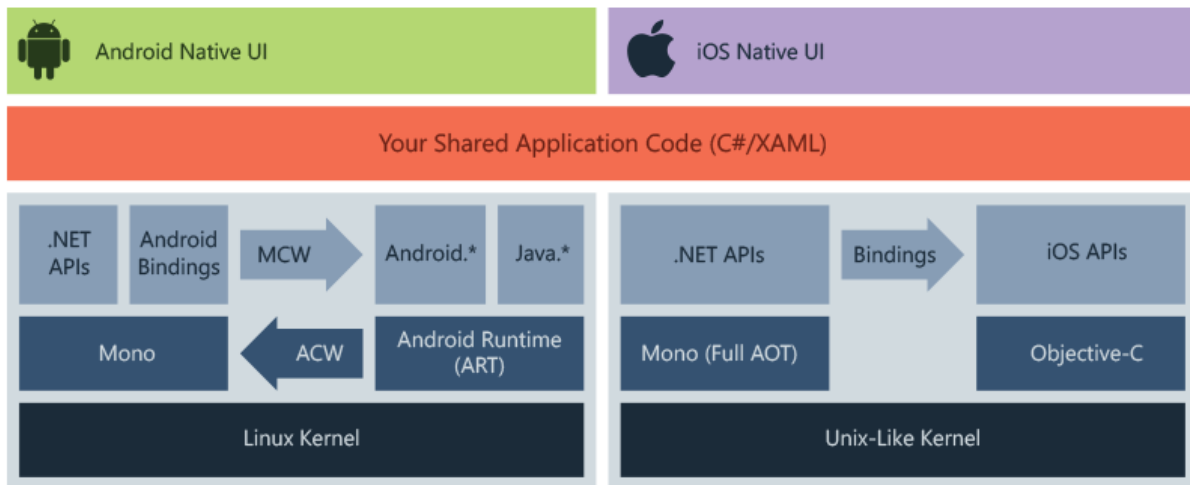 Android Native UI
iOS Native UI
Your Shared Application Code (C#/XAML)
.NET
APIs
Android
Bindings
MCW
Android.*
Java.*
.NET APIs
Bindings
iOS APIs
Mono
ACW
Android Runtime
(ART)
Mono (Full AOT)
Objective-C
Linux Kernel
Unix-Like Kernel